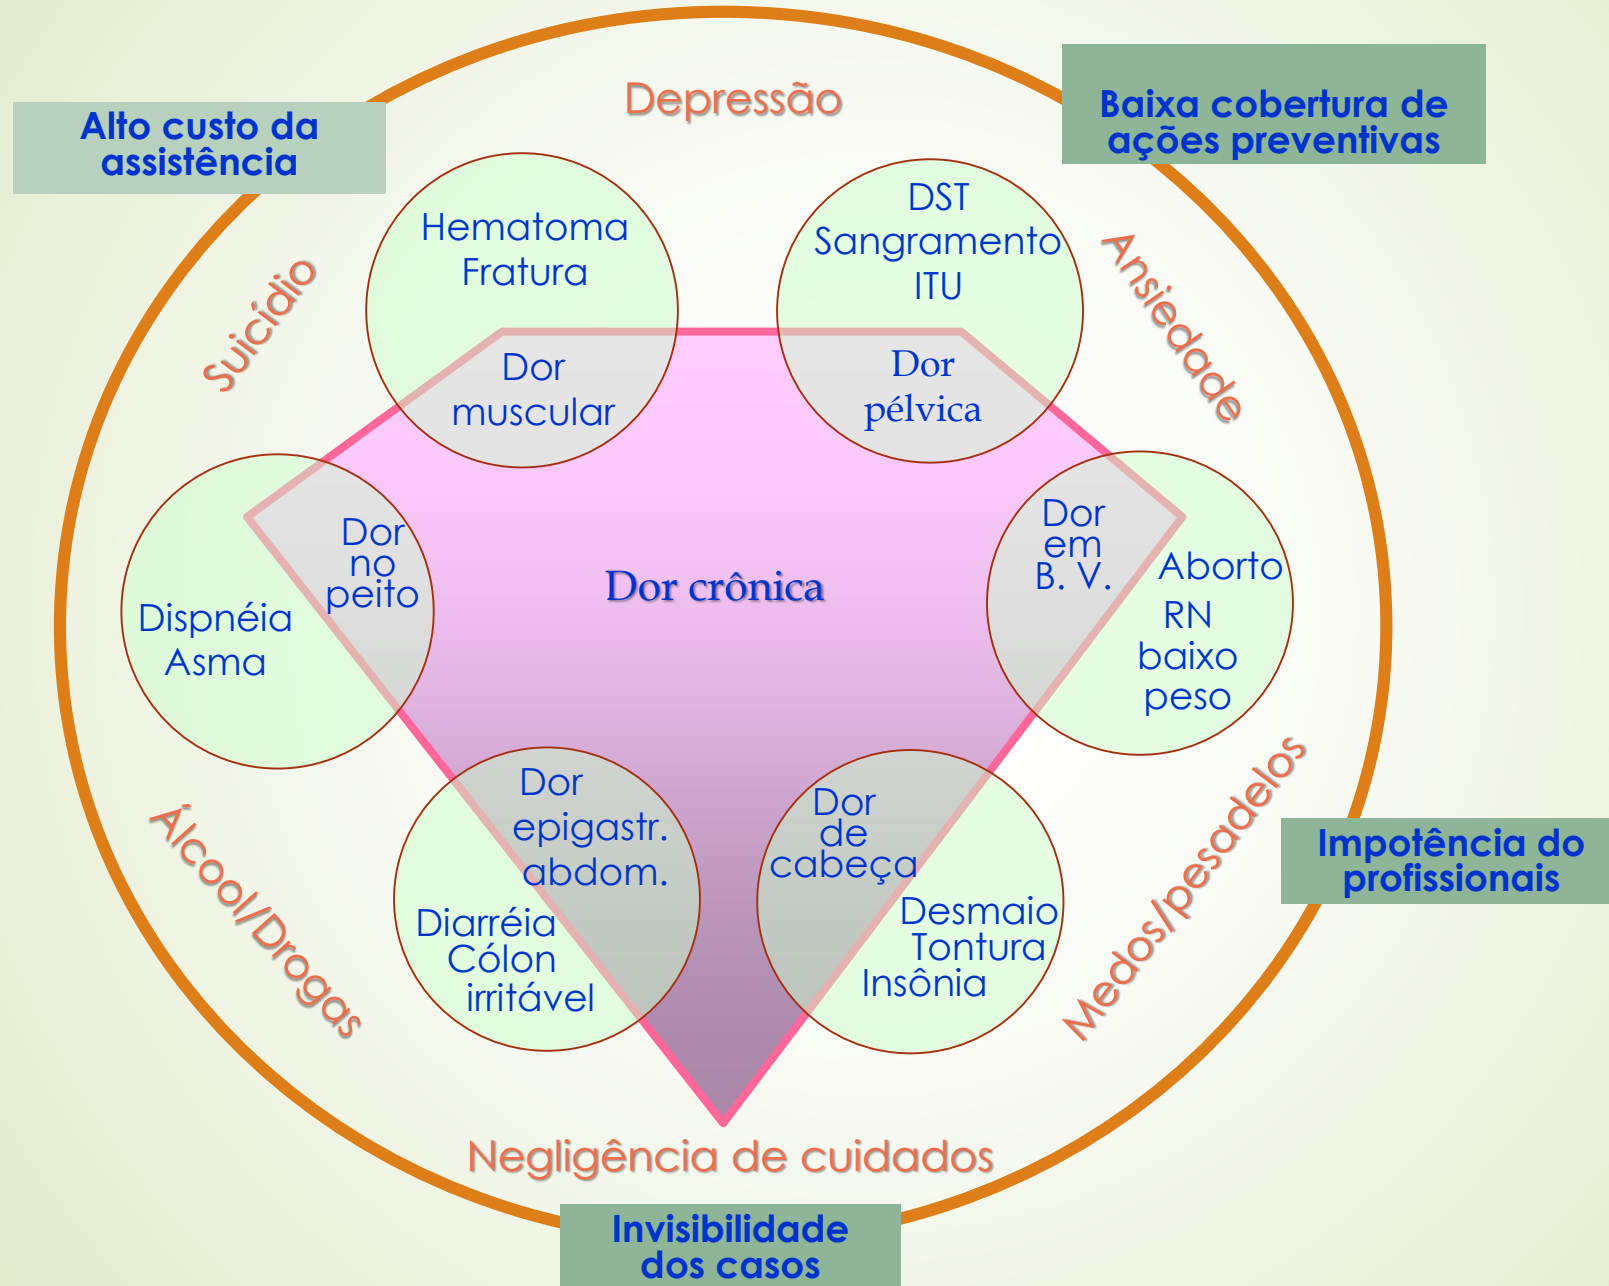 Depressão
Alto custo da
assistência
Baixa cobertura de
ações preventivas
Hematoma
Fratura
Dor
muscular
DST
Sangramento
ITU
Dor
pélvica
Suicídio
Ansiedade
Dor
no
peito
Dispnéia
Asma
Dor crônica
Dor
em
B. V.
Aborto
RN
baixo
peso
Álcool/Drogas
Dor
epigastr.
abdom.
Diarréia
Cólon
irritável
Dor
de
cabeça
Desmaio
Tontura
Insônia
Medos/pesadelos
Impotência do
profissionais
Negligência de cuidados
Invisibilidade
dos casos